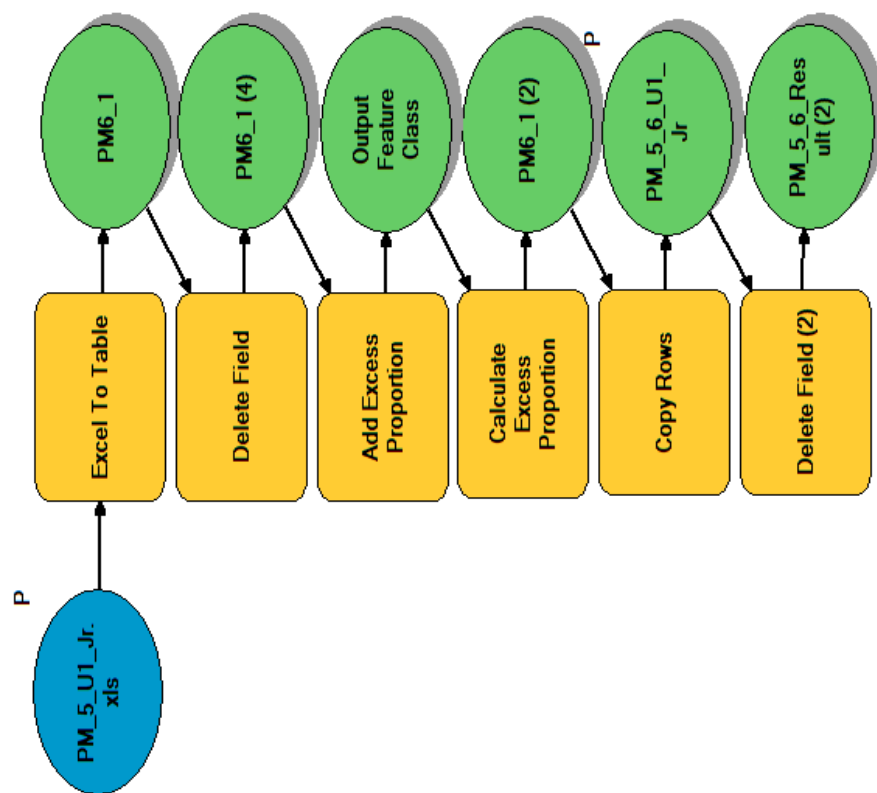 P
PM_5_U1_Jr.
xls
Excel To Table
PM6_1
Delete Field
PM6_1 (4)
Add Excess
Proportion
Output
Feature
Class
Calculate
Excess
Proportion
PM6_1 (2)
Copy Rows
P
PM_5_6_U1_
Jr
Delete Field (2)
PM_5_6_Res
ult (2)